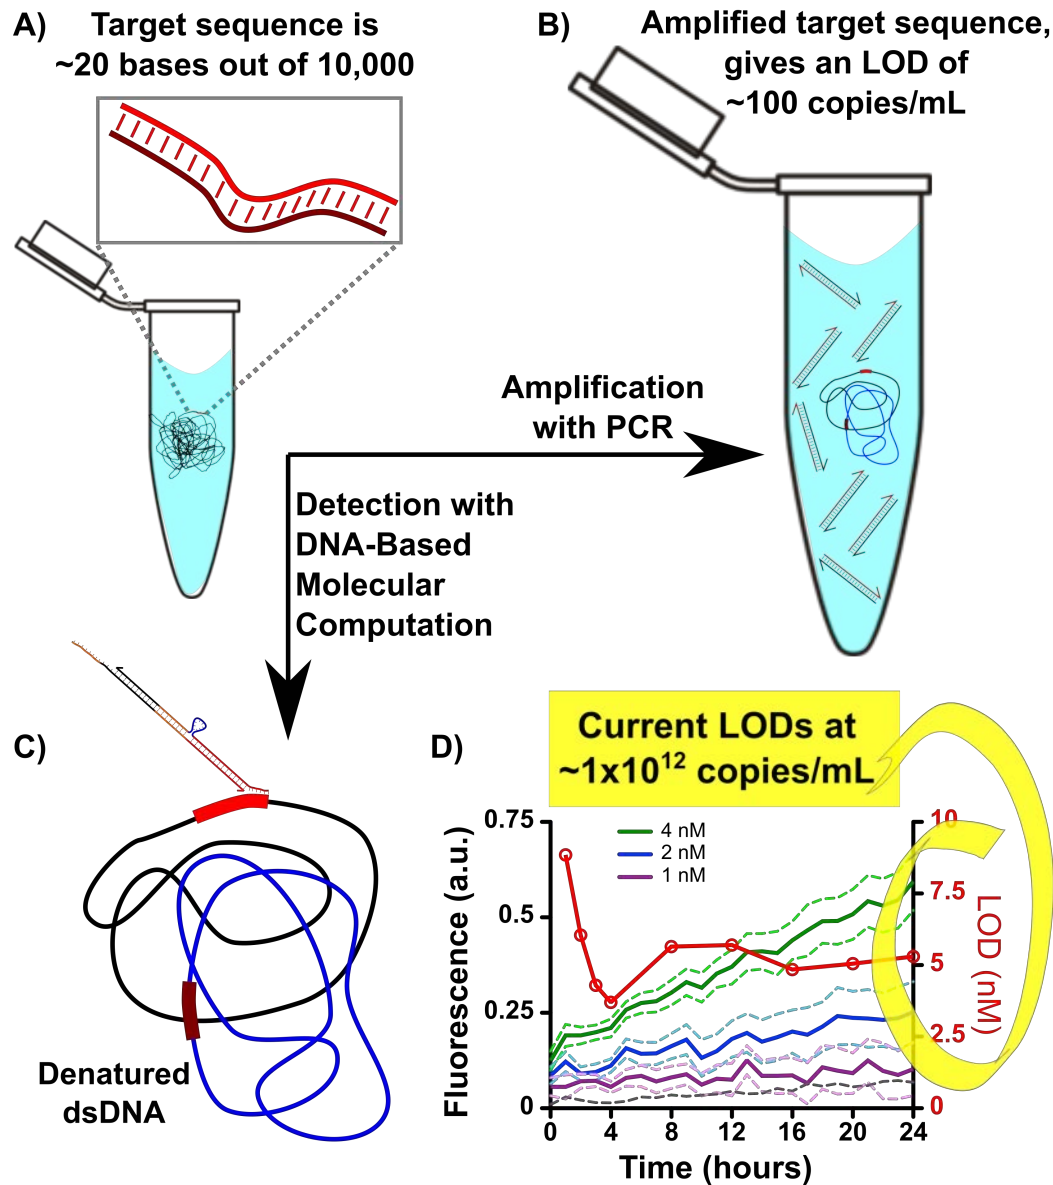 A)
Target sequence is
~20 bases out of 10,000
B)
Amplified target sequence,
gives an LOD of
~100 copies/mL
Amplification
with PCR
Detection with
DNA-Based
Molecular
Computation
C)
Denatured
dsDNA
D)
Current LODs at
~1x10¹² copies/mL
0.75
0.5
0.25
0
Fluorescence (a.u.)
4 nM
2 nM
1 nM
10
7.5
5
2.5
0
LOD (nM)
0 4 8 12 16 20 24
Time (hours)